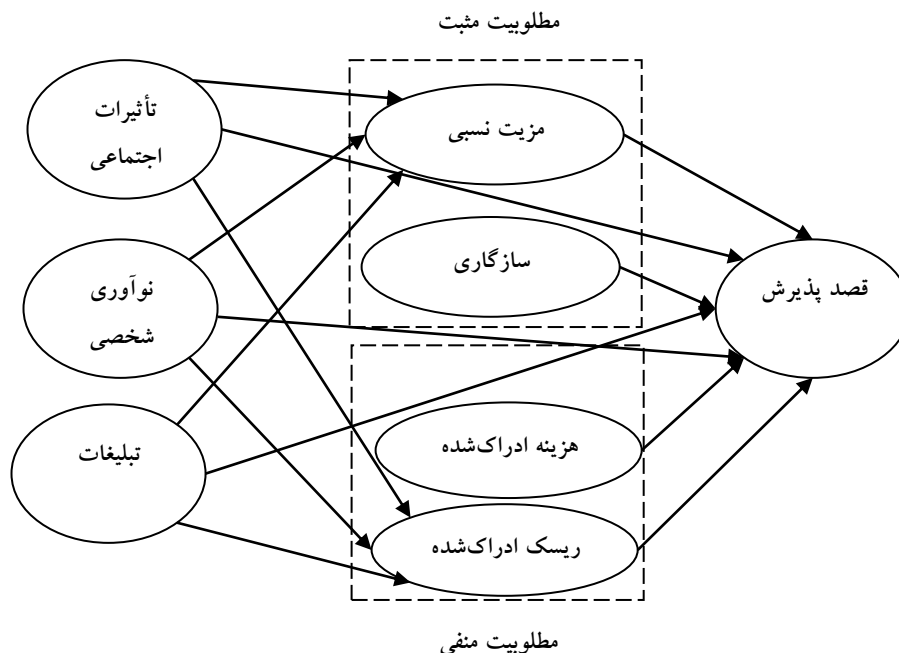 مطلوبیت مثبت
تأثیرات
اجتماعی
مزیت نسبی
نوآوری
شخصی
سازگاری
قصد پذیرش
تبلیغات
هزینه ادراک‌شده
ریسک ادراک‌شده
مطلوبیت منفی